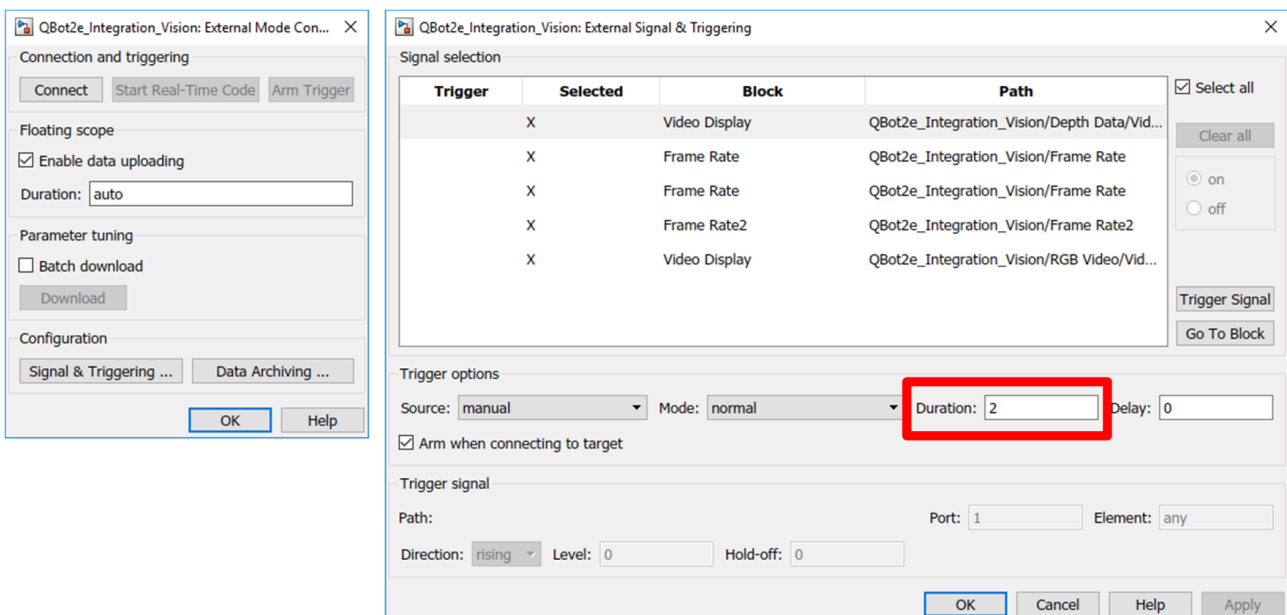 QBot2e_Integration_Vision: External Mode Con...
Connection and triggering
Connect Start Real-Time Code Arm Trigger
Floating scope
Enable data uploading
Duration: auto
Parameter tuning
Batch download
Download
Configuration
Signal & Triggering ... Data Archiving ...
OK Help
QBot2e_Integration_Vision: External Signal & Triggering
Signal selection
Trigger Selected Block Path
X Video Display QBot2e_Integration_Vision/Depth Data/Vid...
X Frame Rate QBot2e_Integration_Vision/Frame Rate
X Frame Rate QBot2e_Integration_Vision/Frame Rate
X Frame Rate2 QBot2e_Integration_Vision/Frame Rate2
X Video Display QBot2e_Integration_Vision/RGB Video/Vid...
Select all
Clear all
on
off
Trigger Signal
Go To Block
Trigger options
Source: manual Mode: normal Duration: 2 Delay: 0
Arm when connecting to target
Trigger signal
Path: Port: 1 Element: any
Direction: rising Level: 0 Hold-off: 0
OK Cancel Help Apply